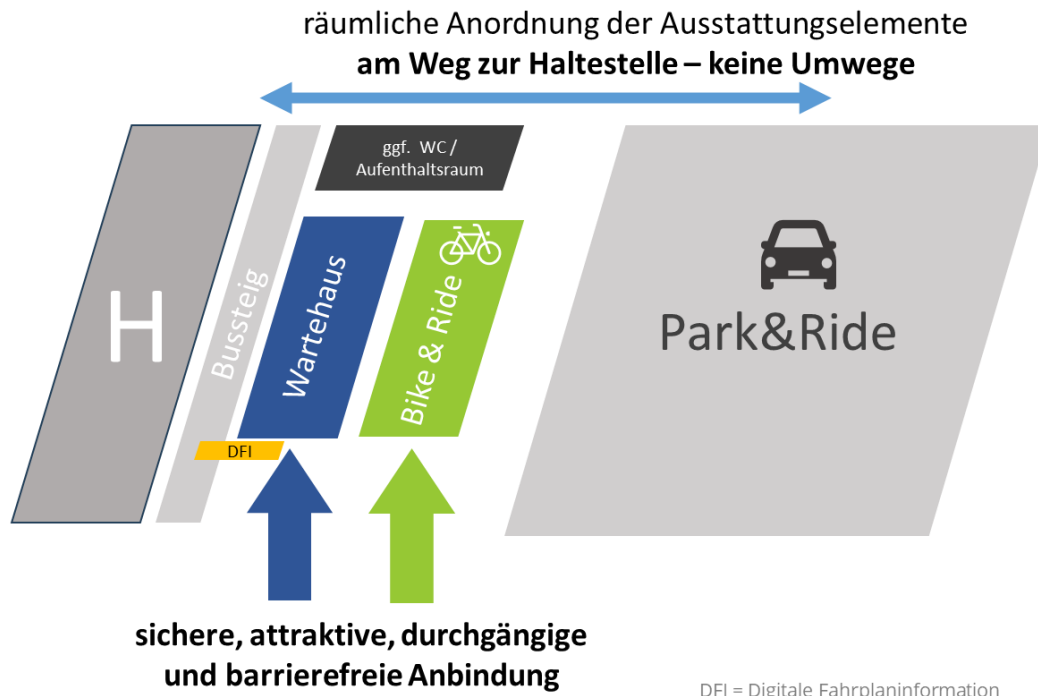 räumliche Anordnung der Ausstattungselemente
am Weg zur Haltestelle – keine Umwege
ggf. WC /
Aufenthaltsraum
H
Bussteig
Wartehaus
Bike & Ride
Park&Ride
DFI
sichere, attraktive, durchgängige
und barrierefreie Anbindung
DFI = Digitale Fahrplaninformation